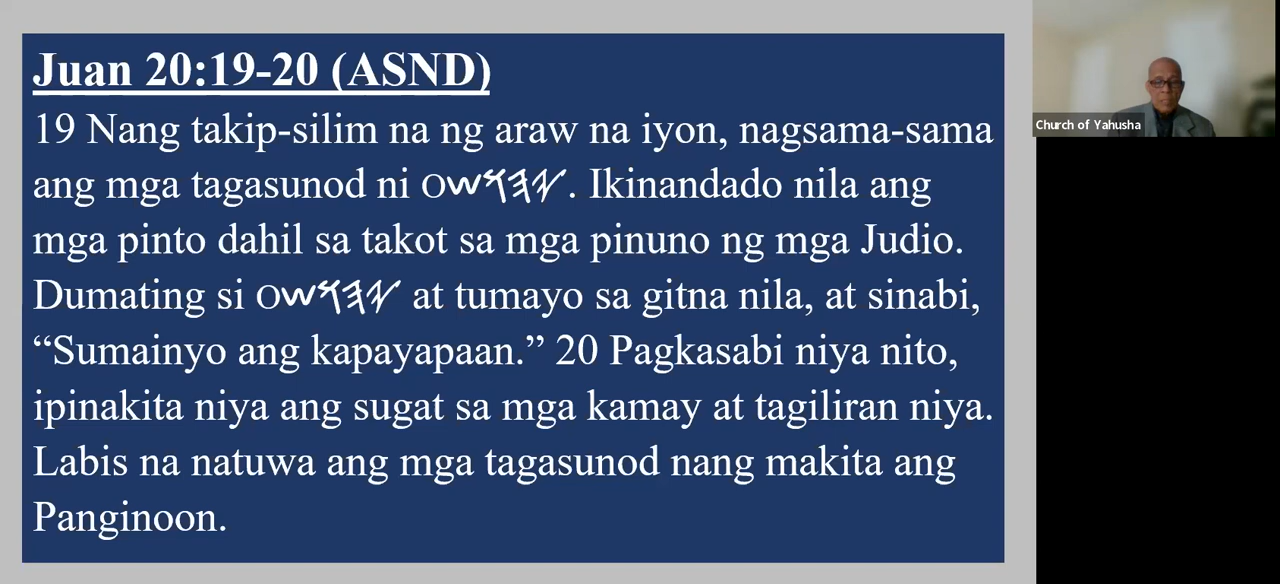 Juan 20:19-20 (ASND)
19 Nang takip-silim na ng araw na iyon, nagsama-sama
ang mga tagasunod ni 𐤉𐤄𐤅𐤔𐤏. Ikinandado nila ang
mga pinto dahil sa takot sa mga pinuno ng mga Judio.
Dumating si 𐤉𐤄𐤅𐤔𐤏 at tumayo sa gitna nila, at sinabi,
“Sumainyo ang kapayapaan.” 20 Pagkasabi niya nito,
ipinakita niya ang sugat sa mga kamay at tagiliran niya.
Labis na natuwa ang mga tagasunod nang makita ang
Panginoon.
Church of Yahusha